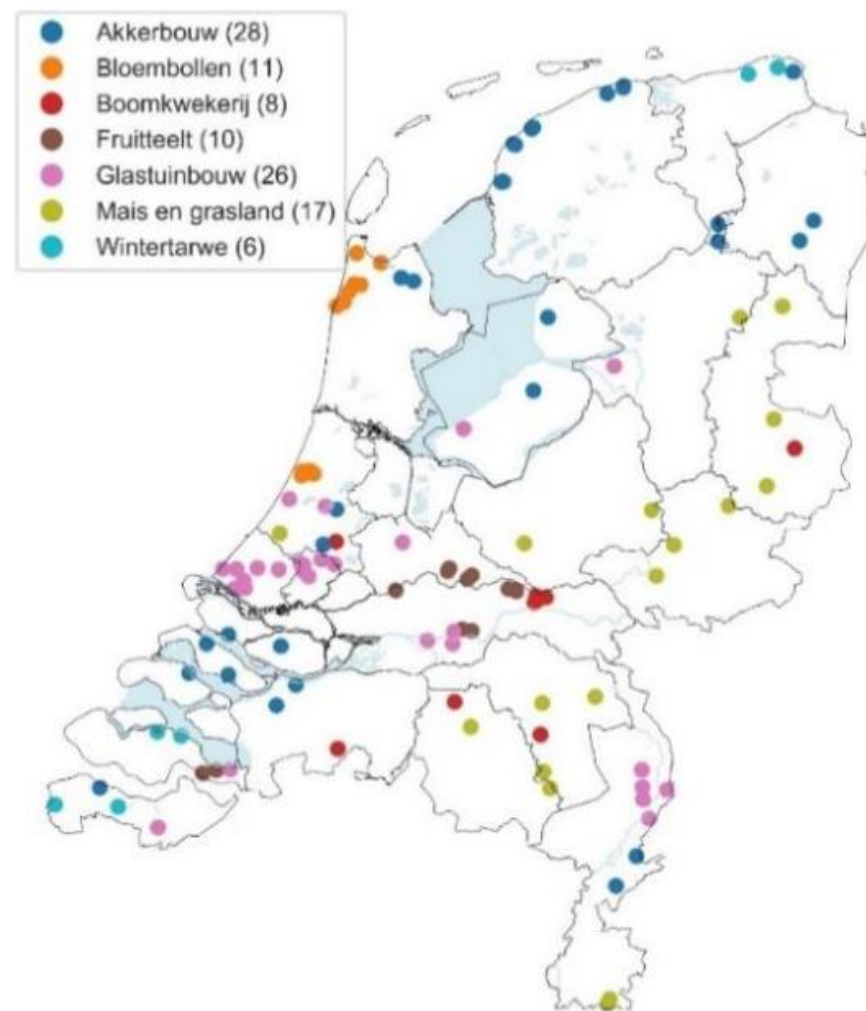 Akkerbouw (28)
Bloembollen (11)
Boomkwekerij (8)
Fruitteelt (10)
Glastuinbouw (26)
Mais en grasland (17)
Wintertarwe (6)